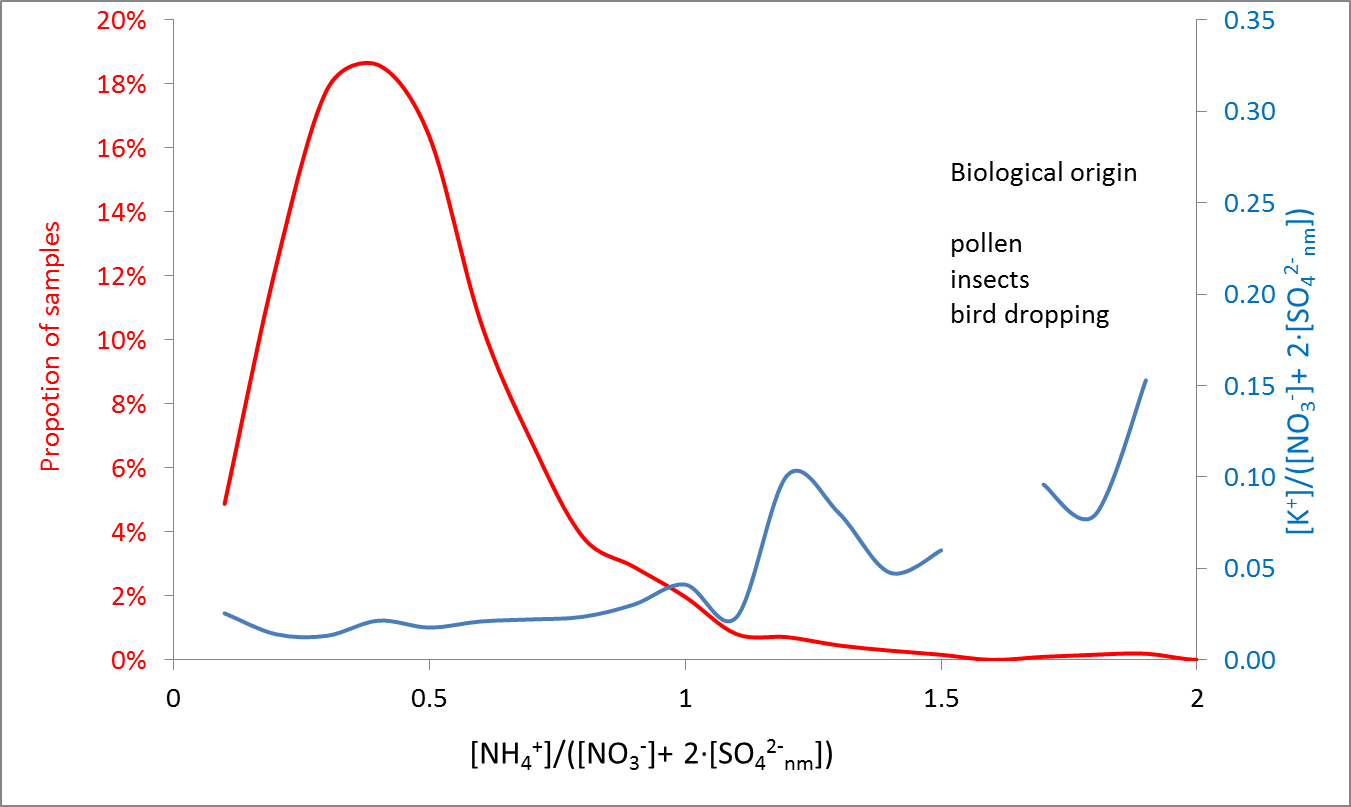 20%
18%
16%
14%
12%
10%
8%
6%
4%
2%
0%
Propotion of samples
0.35
0.30
0.25
0.20
0.15
0.10
0.05
0.00
[K⁺]/([NO₃⁻]+ 2·[SO₄²⁻ₙₘ])
Biological origin
pollen
insects
bird dropping
0 0.5 1 1.5 2
[NH₄⁺]/([NO₃⁻]+ 2·[SO₄²⁻ₙₘ])